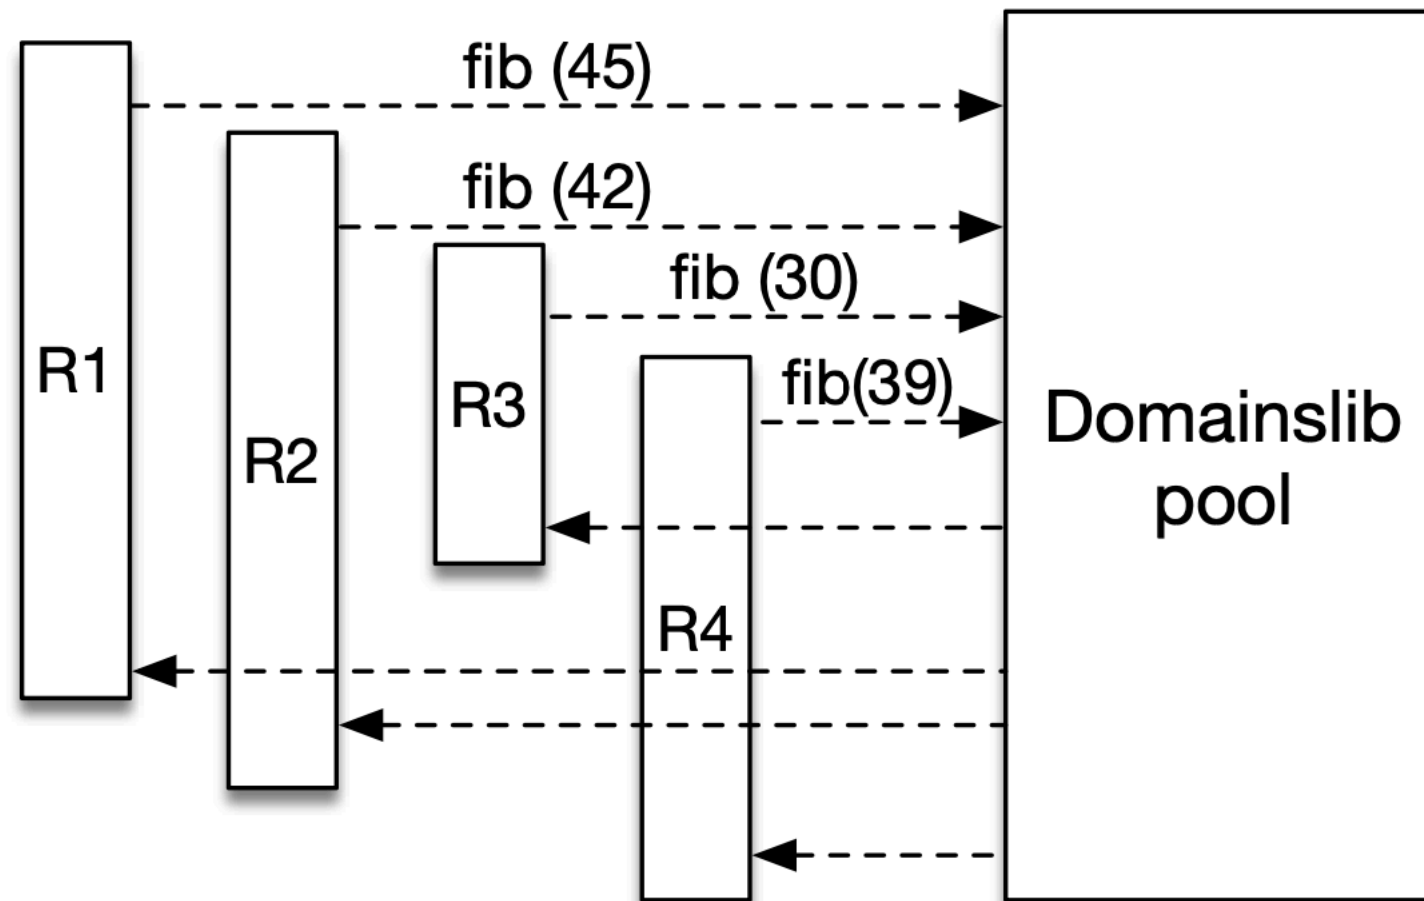 fib (45)
fib (42)
fib (30)
fib(39)
R1
R2
R3
R4
Domainslib
pool